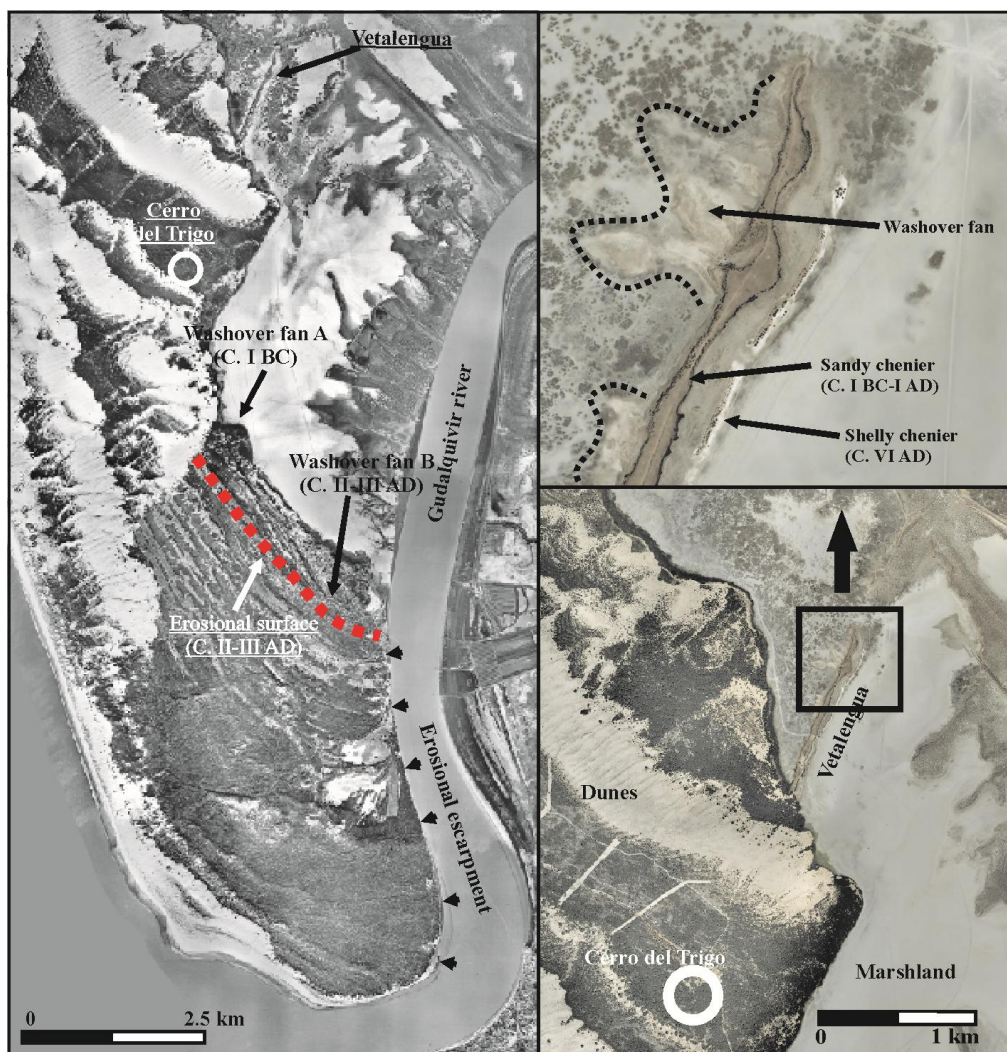 Vetalengua
Cerro
del Trigo
Washover fan A
(C. I BC)
Washover fan B
(C. II-III AD)
Gudalquivir river
Erosional surface
(C. II-III AD)
Erosional escarpment
0 2.5 km
Washover fan
Sandy chenier
(C. I BC-I AD)
Shelly chenier
(C. VI AD)
Vetalengua
Dunes
Cerro del Trigo
Marshland
0 1 km